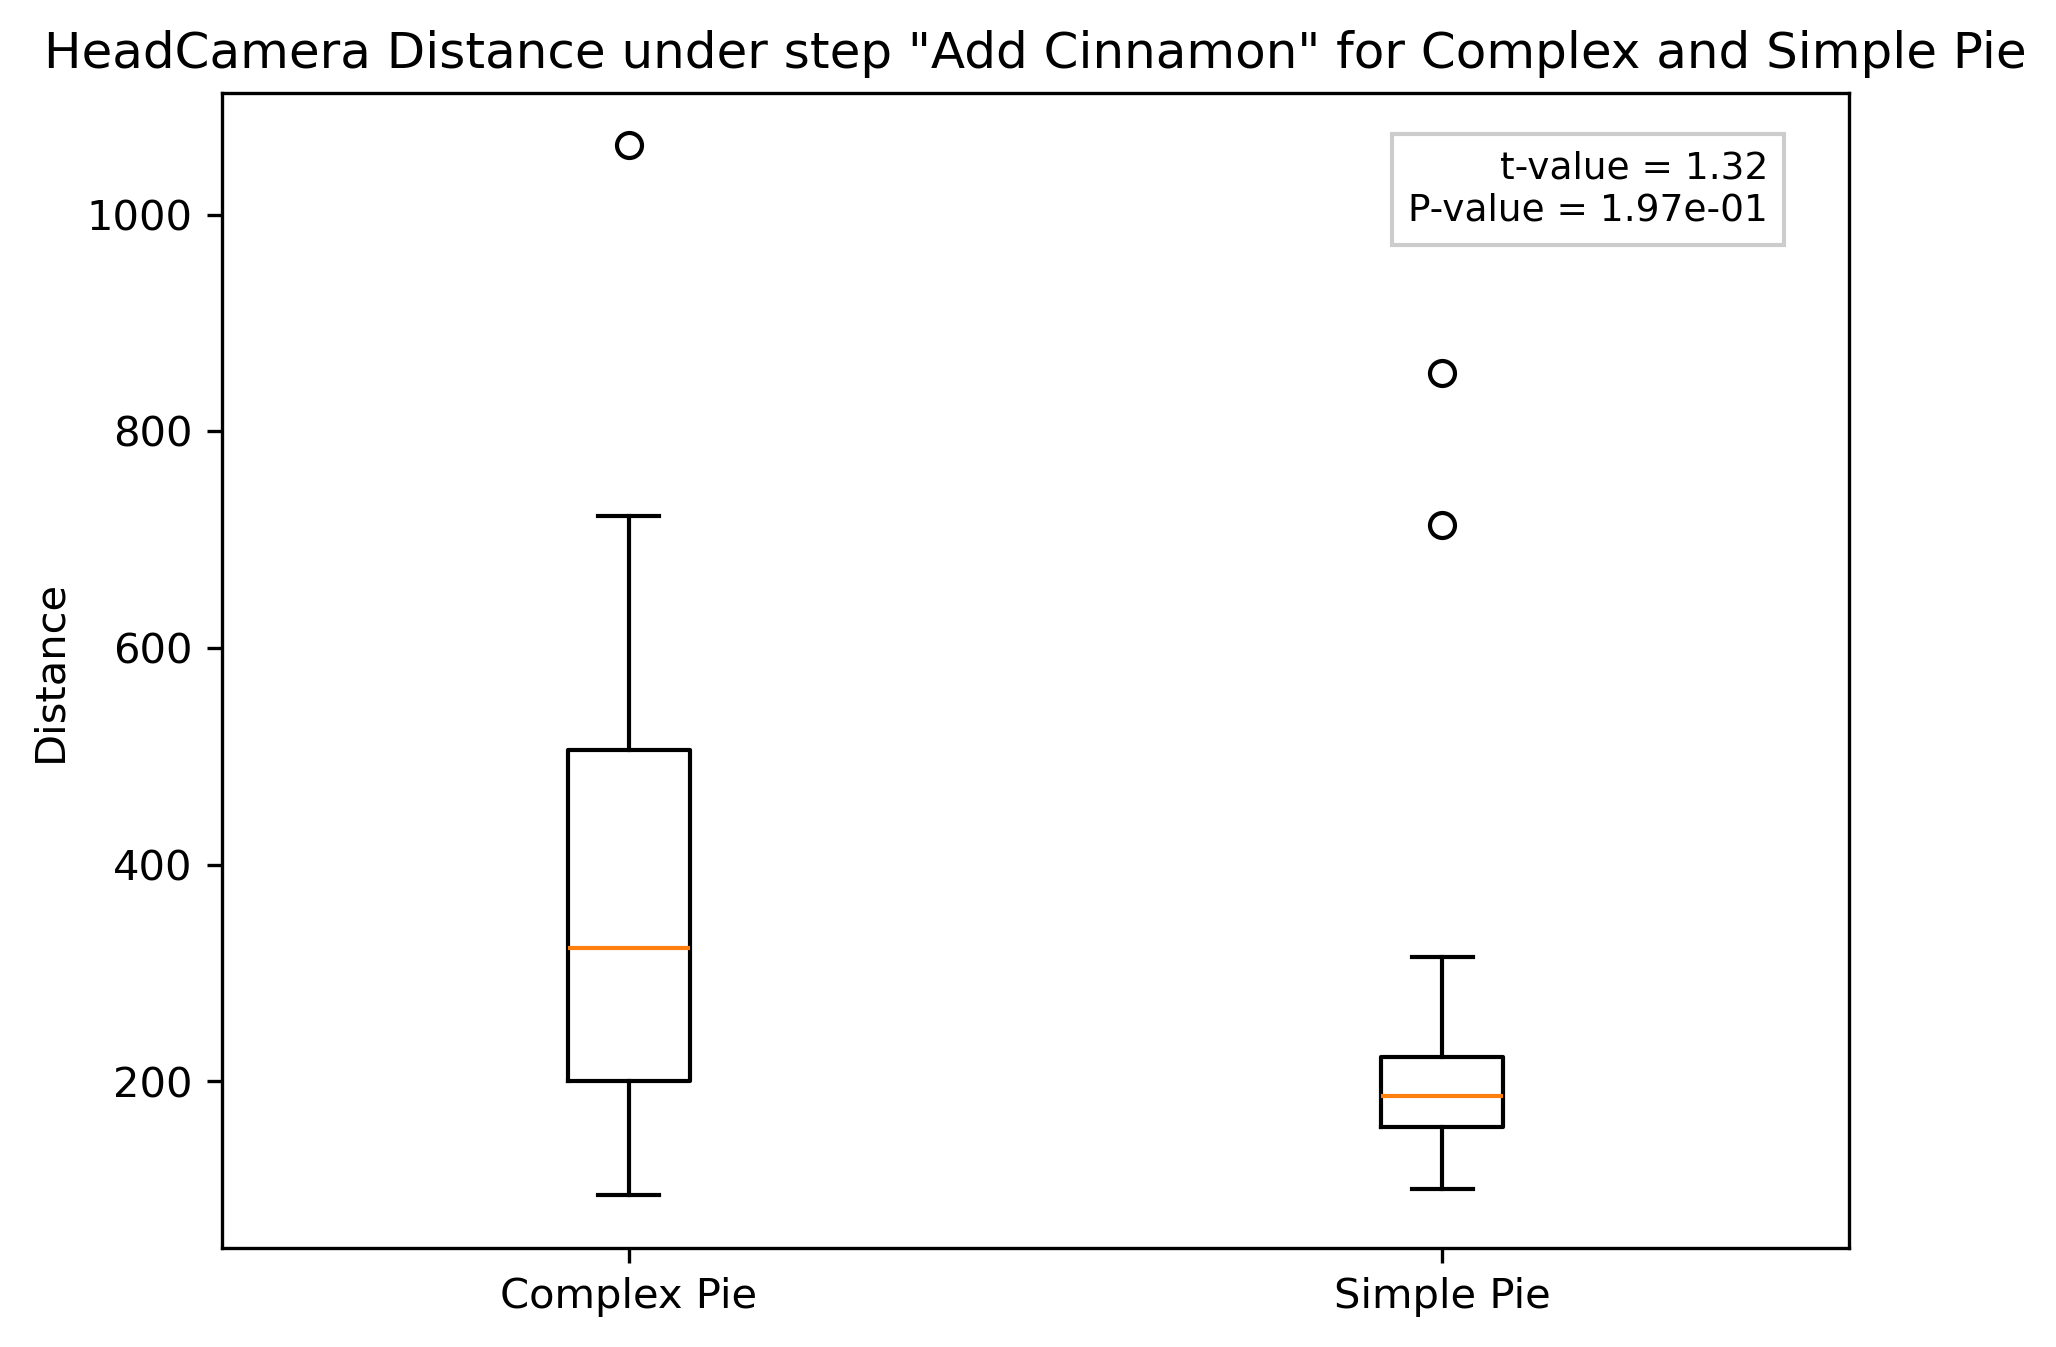 HeadCamera Distance under step "Add Cinnamon" for Complex and Simple Pie
t-value = 1.32
P-value = 1.97e-01
1000
800
600
400
200
Distance
Complex Pie
Simple Pie